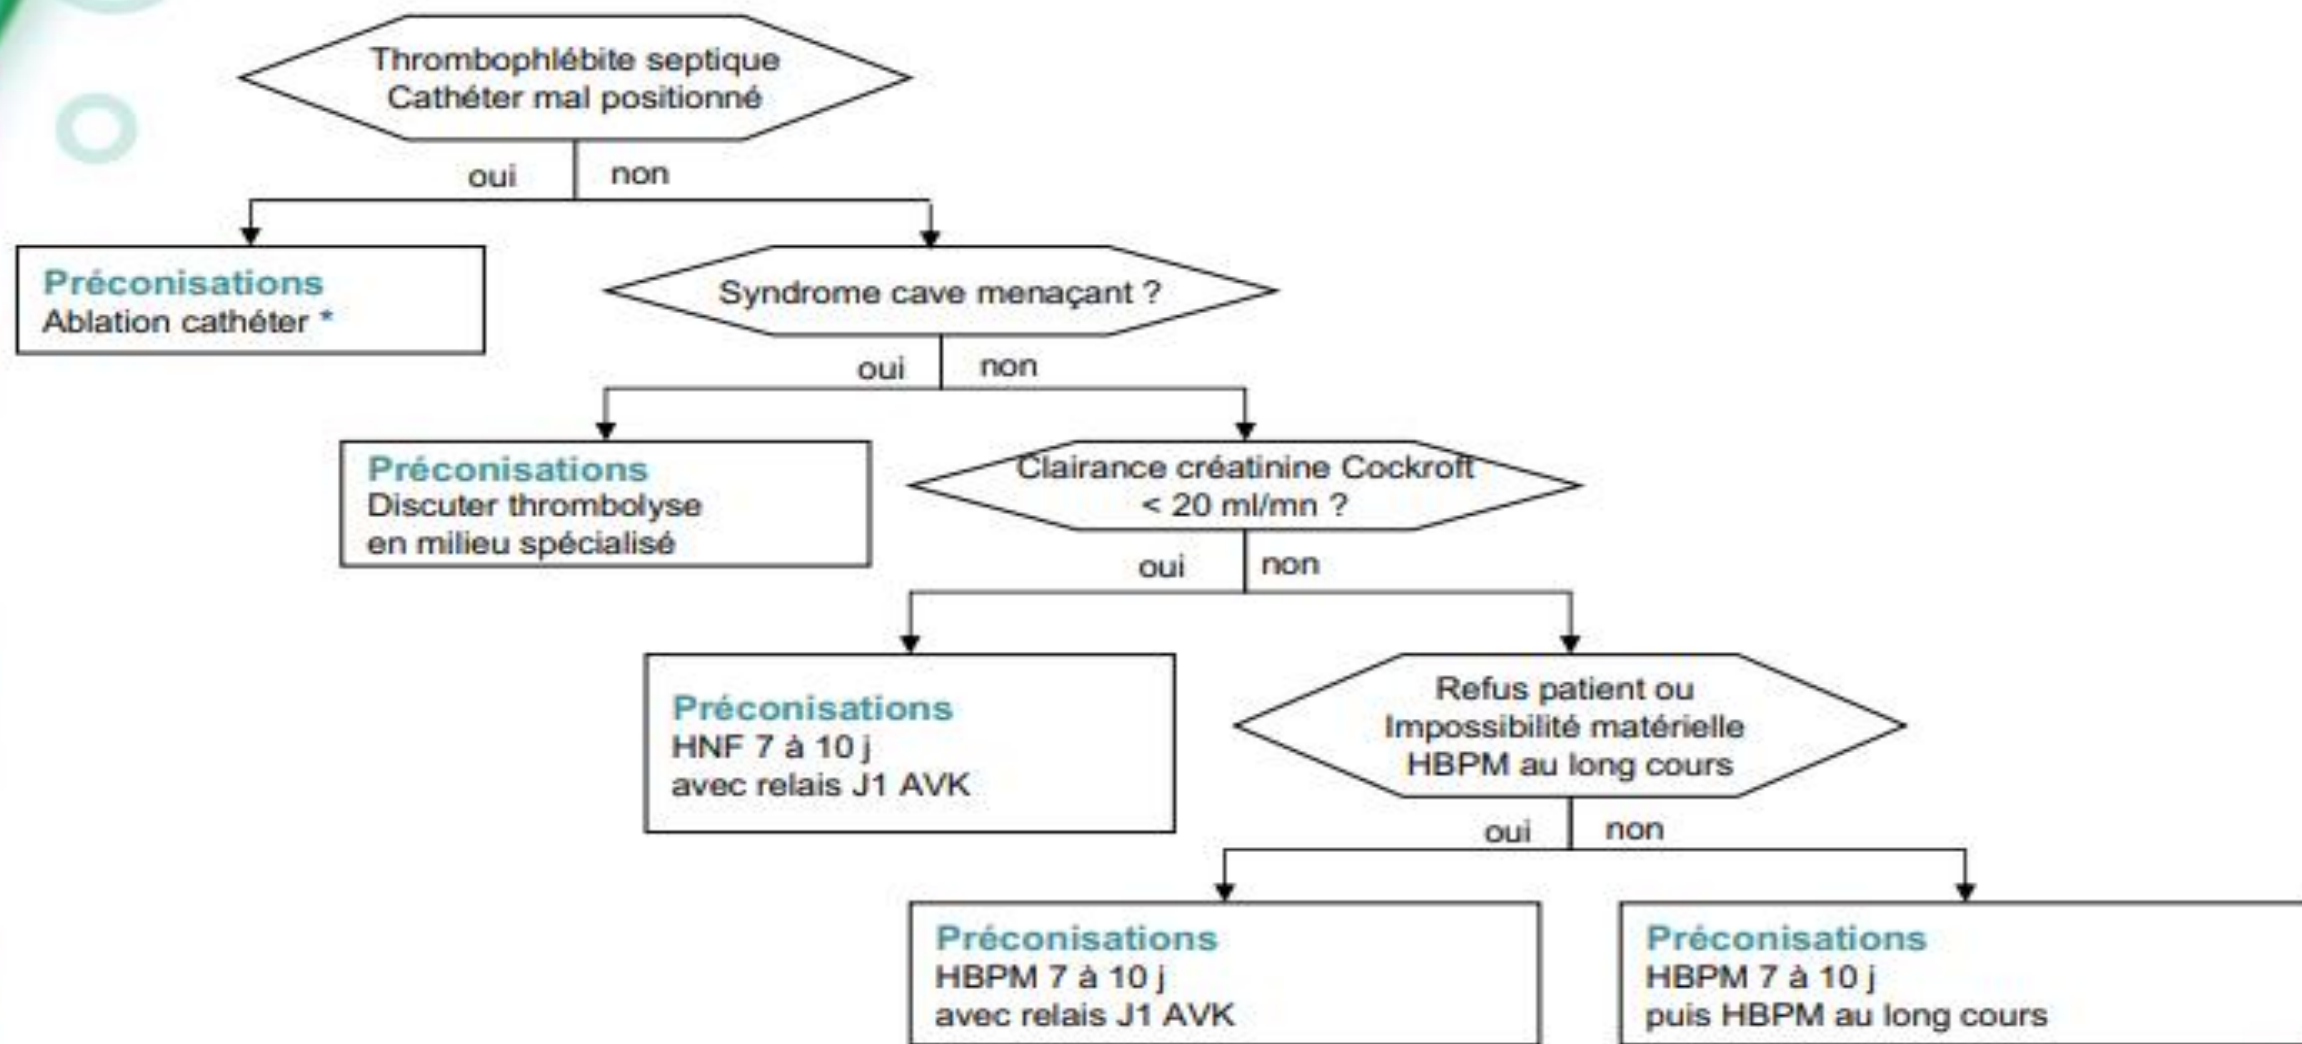 Thrombophlébite septique
Cathéter mal positionné
oui
non
Préconisations
Ablation cathéter *
Syndrome cave menaçant ?
oui
non
Préconisations
Discuter thrombolyse
en milieu spécialisé
Clairance créatinine Cockroft
< 20 ml/mn ?
oui
non
Préconisations
HNF 7 à 10 j
avec relais J1 AVK
Refus patient ou
Impossibilité matérielle
HBPM au long cours
oui
non
Préconisations
HBPM 7 à 10 j
avec relais J1 AVK
Préconisations
HBPM 7 à 10 j
puis HBPM au long cours